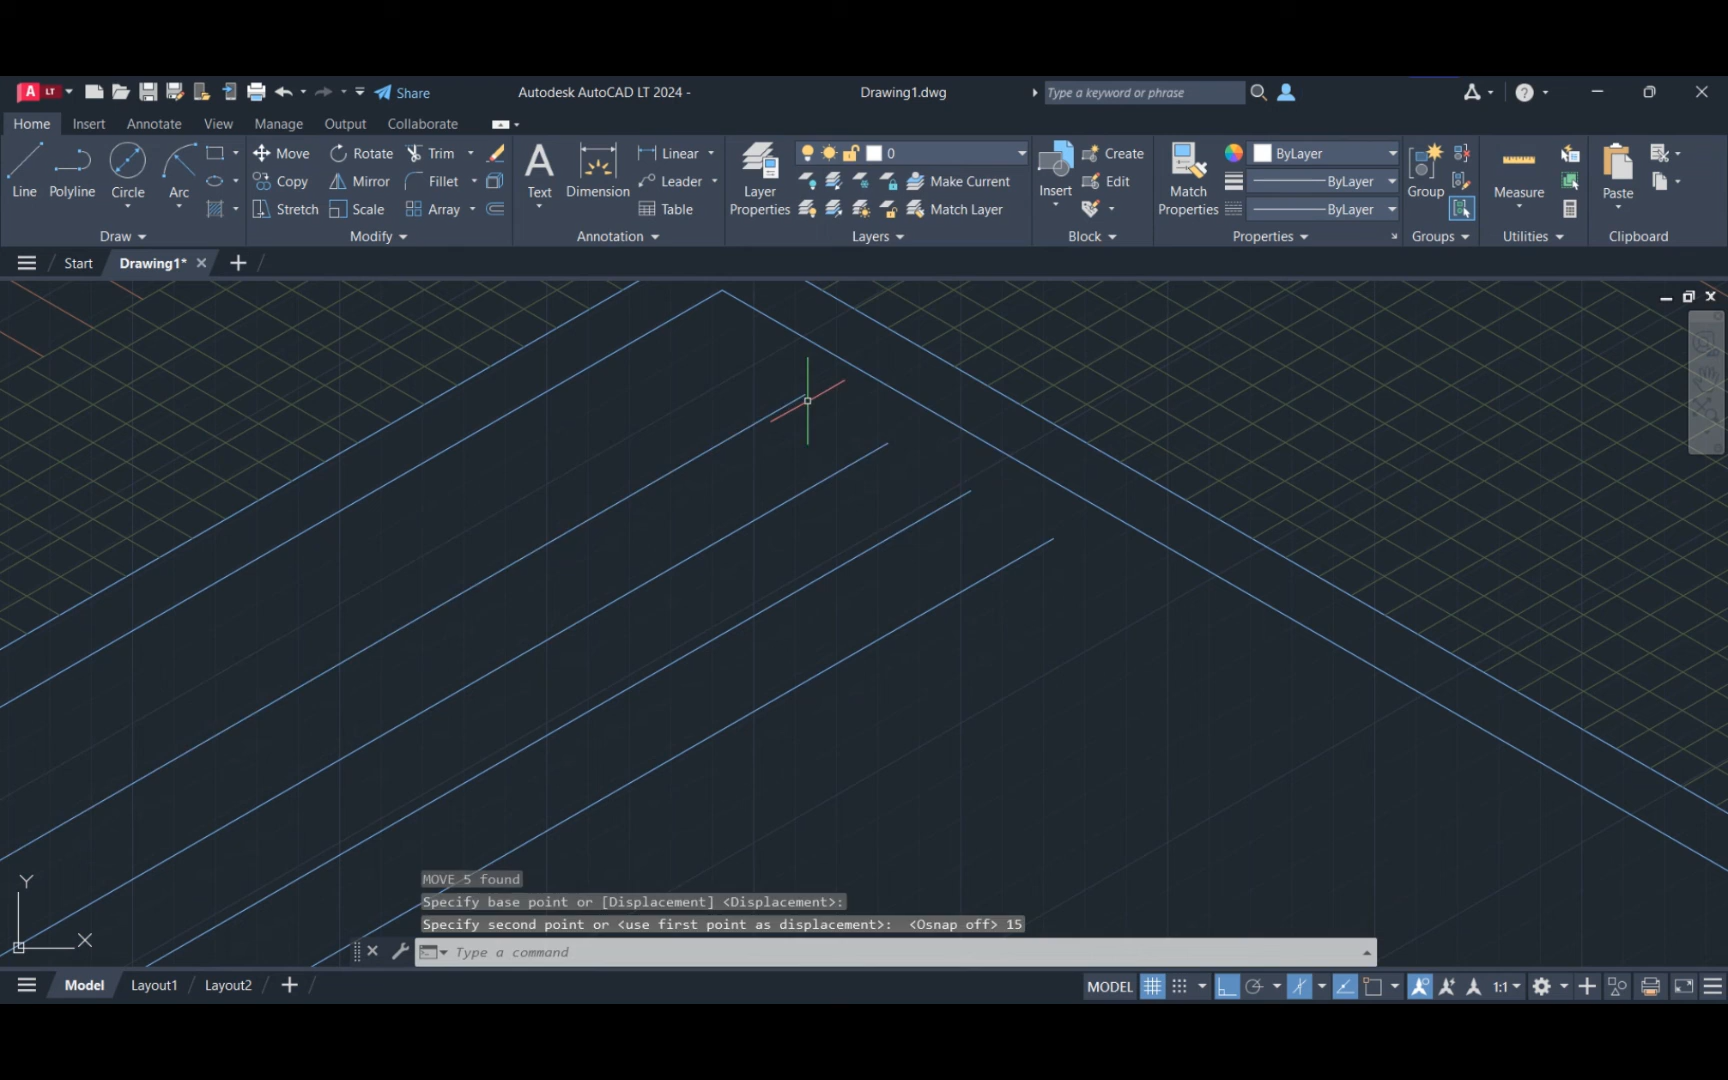 A LT Share Autodesk AutoCAD LT 2024 - Drawing1.dwg Type a keyword or phrase ?
Home Insert Annotate View Manage Output Collaborate
Line Polyline Circle Arc
Move Rotate Trim
Copy Mirror Fillet
Stretch Scale Array
A Text Dimension
Linear
Leader
Table
Layer Properties
0
Make Current
Match Layer
Insert
Create
Edit
Match Properties
ByLayer
ByLayer
ByLayer
Group
Measure
Paste
Draw Modify Annotation Layers Block Properties Groups Utilities Clipboard
Start Drawing1*
Y
X
MOVE 5 found
Specify base point or [Displacement] <Displacement>:
Specify second point or <use first point as displacement>: <Osnap off> 15
Type a command
Model Layout1 Layout2 MODEL 1:1